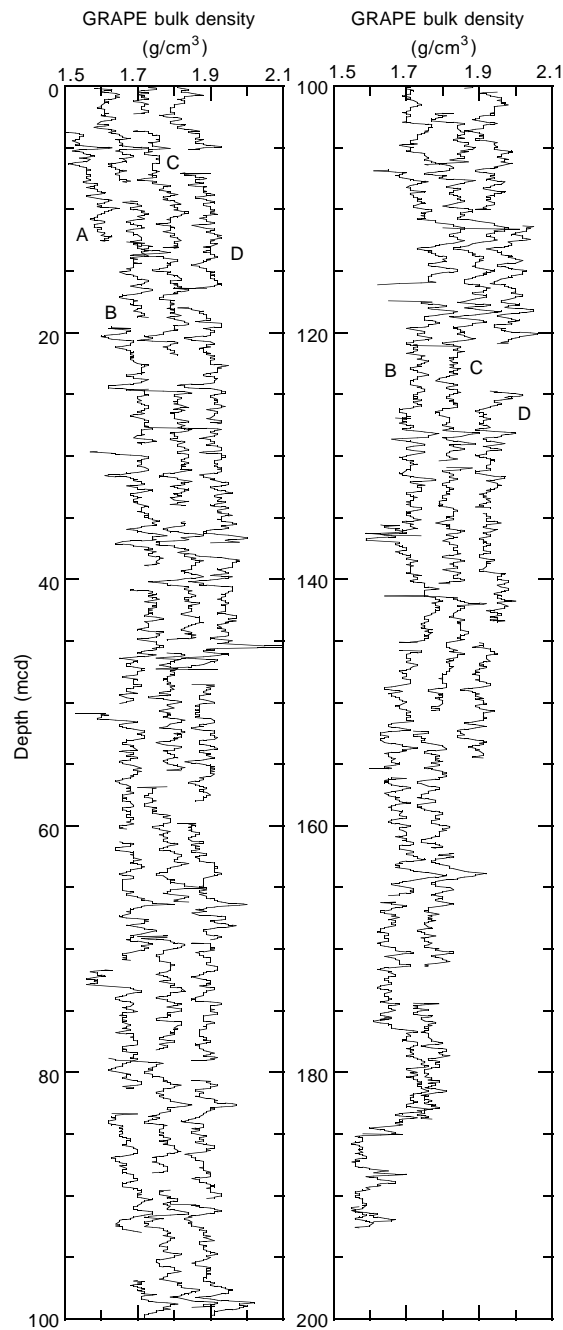 GRAPE bulk density
(g/cm³)
1.5 1.7 1.9 2.1
0
20
40
60
80
100
Depth (mcd)
A
B
C
D
GRAPE bulk density
(g/cm³)
1.5 1.7 1.9 2.1
100
120
140
160
180
200
B
C
D